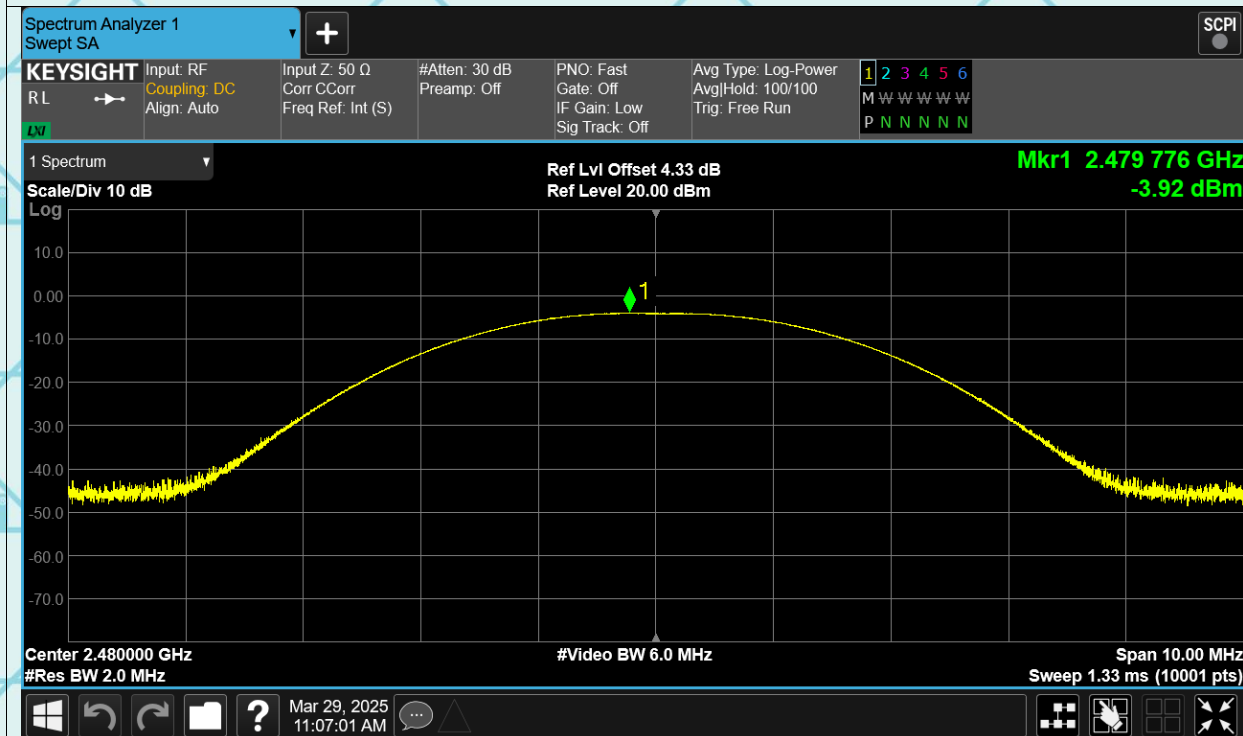 Spectrum Analyzer 1
Swept SA
+
SCPI
KEYSIGHT
RL
LXI
Input: RF
Coupling: DC
Align: Auto
Input Z: 50 Ω
Corr CCorr
Freq Ref: Int (S)
#Atten: 30 dB
Preamp: Off
PNO: Fast
Gate: Off
IF Gain: Low
Sig Track: Off
Avg Type: Log-Power
Avg|Hold: 100/100
Trig: Free Run
1 2 3 4 5 6
M W W W W W
P N N N N N
1 Spectrum
Scale/Div 10 dB
Log
Ref Lvl Offset 4.33 dB
Ref Level 20.00 dBm
Mkr1 2.479 776 GHz
-3.92 dBm
10.0
0.00
-10.0
-20.0
-30.0
-40.0
-50.0
-60.0
-70.0
1
Center 2.480000 GHz
#Res BW 2.0 MHz
#Video BW 6.0 MHz
Span 10.00 MHz
Sweep 1.33 ms (10001 pts)
?
Mar 29, 2025
11:07:01 AM